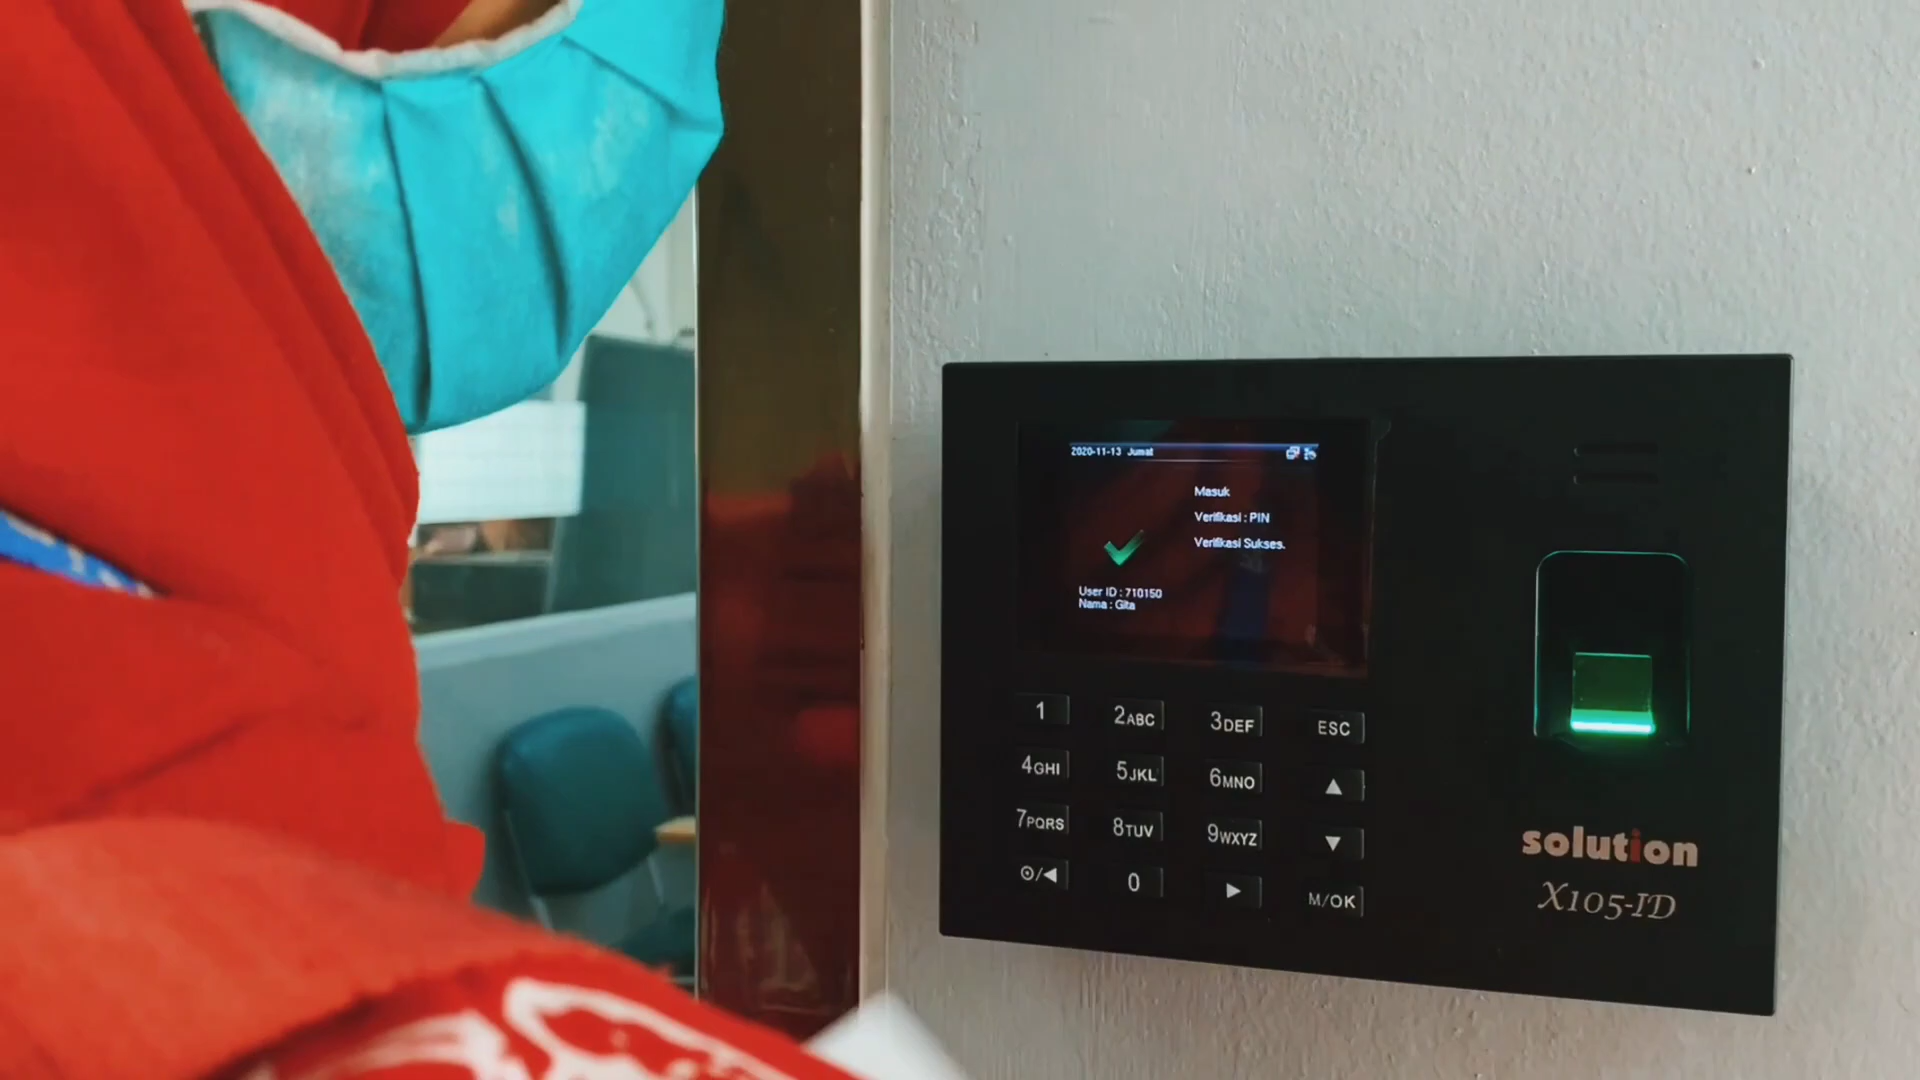 2020-11-13 Jumat
Masuk
Verifikasi : PIN
Verifikasi Sukses.
User ID : 710150
Nama : Gita
1 2ABC 3DEF ESC
4GHI 5JKL 6MNO ▲
7PQRS 8TUV 9WXYZ ▼
⊙/◀ 0 ▶ M/OK
solution
X105-ID